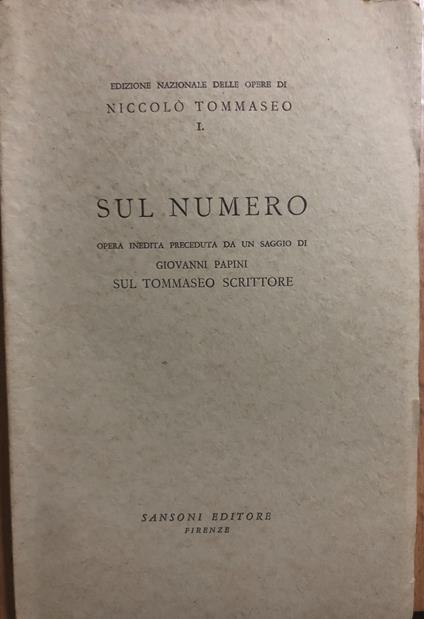 EDIZIONE NAZIONALE DELLE OPERE DI
NICCOLÒ TOMMASEO
I.
SUL NUMERO
OPERA INEDITA PRECEDUTA DA UN SAGGIO DI
GIOVANNI PAPINI
SUL TOMMASEO SCRITTORE
SANSONI EDITORE
FIRENZE